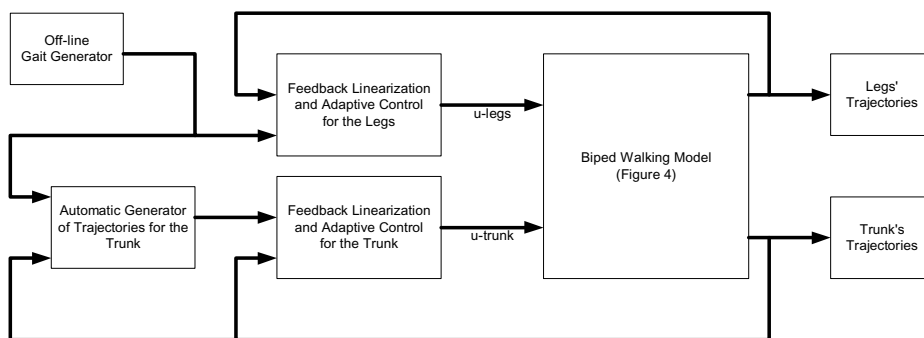 Off-line
Gait Generator
Feedback Linearization
and Adaptive Control
for the Legs
u-legs
Biped Walking Model
(Figure 4)
Legs'
Trajectories
Automatic Generator
of Trajectories for the
Trunk
Feedback Linearization
and Adaptive Control
for the Trunk
u-trunk
Trunk's
Trajectories